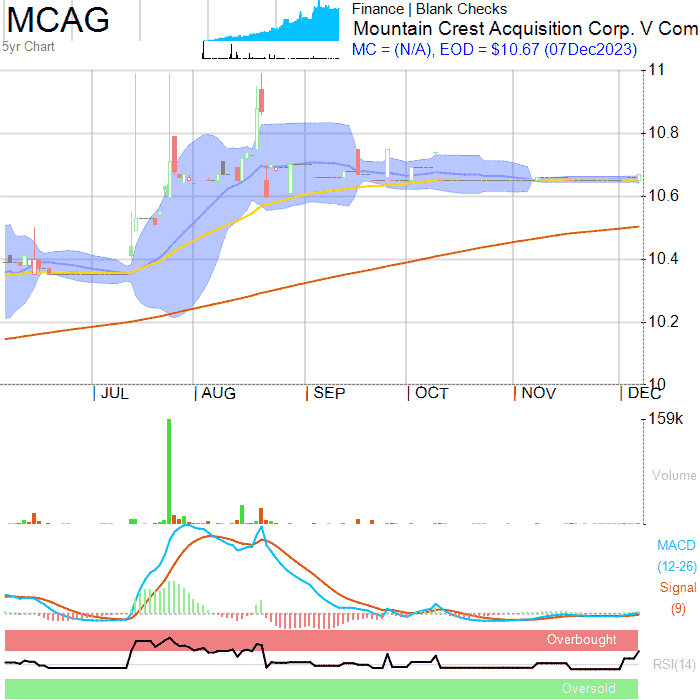 MCAG
5yr Chart
Finance | Blank Checks
Mountain Crest Acquisition Corp. V Com
MC = (N/A), EOD = $10.67 (07Dec2023)
11
10.8
10.6
10.4
10.2
10
JUL AUG SEP OCT NOV DEC
159k
Volume
MACD
(12-26)
Signal
(9)
Overbought
RSI(14)
Oversold